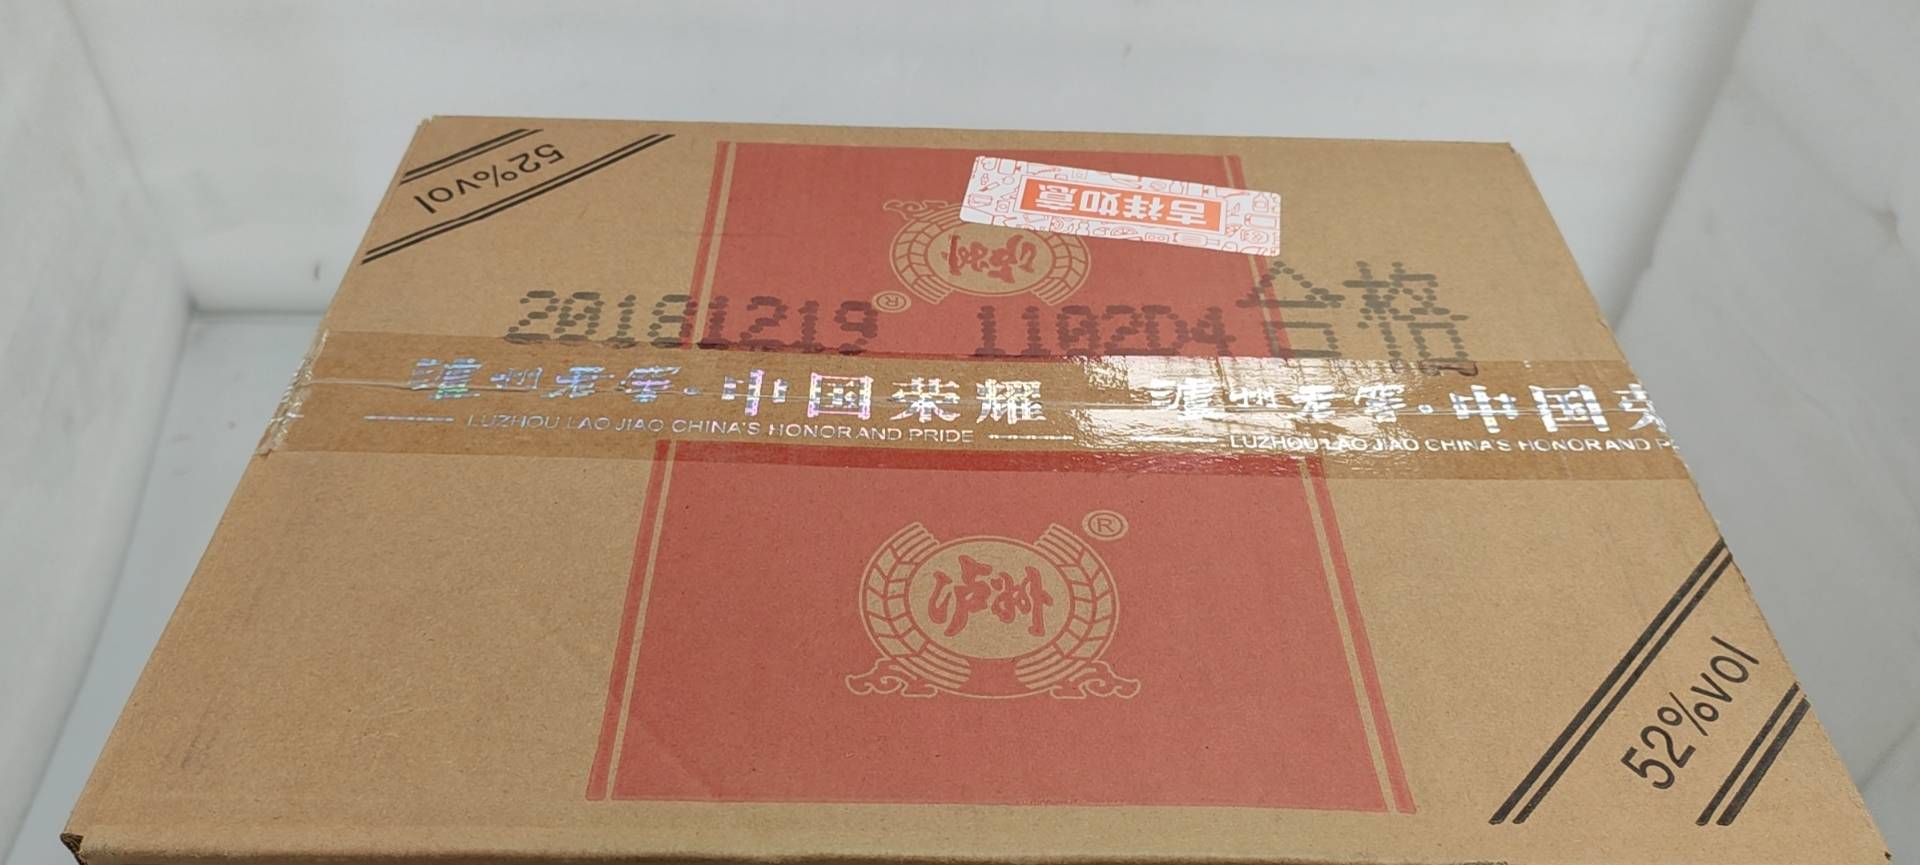 52%vol
吉祥如意
泸州
®
20181219 1102D4 合格
泸州老窖·中国荣耀 泸州老窖·中国荣
LUZHOU LAO JIAO CHINA'S HONOR AND PRIDE LUZHOU LAO JIAO CHINA'S HONOR AND P
®
泸州
52%vol